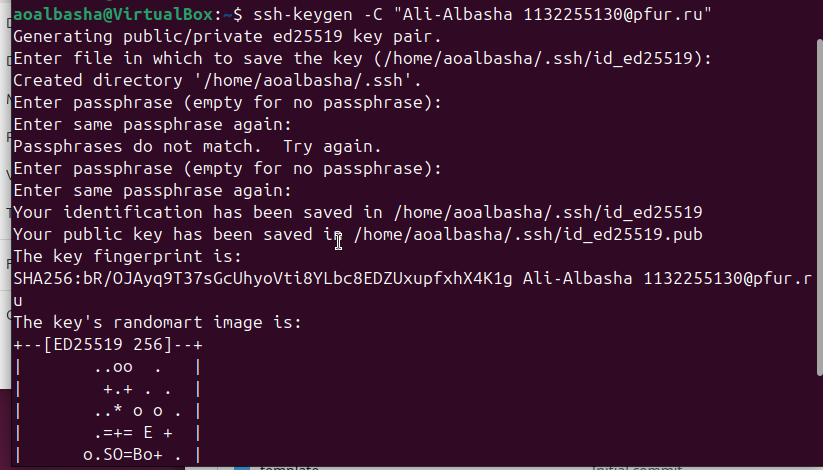 aoalbasha@VirtualBox:~$ ssh-keygen -C "Ali-Albasha 1132255130@pfur.ru"
Generating public/private ed25519 key pair.
Enter file in which to save the key (/home/aoalbasha/.ssh/id_ed25519):
Created directory '/home/aoalbasha/.ssh'.
Enter passphrase (empty for no passphrase):
Enter same passphrase again:
Passphrases do not match.  Try again.
Enter passphrase (empty for no passphrase):
Enter same passphrase again:
Your identification has been saved in /home/aoalbasha/.ssh/id_ed25519
Your public key has been saved in /home/aoalbasha/.ssh/id_ed25519.pub
The key fingerprint is:
SHA256:bR/OJAyq9T37sGcUhyoVti8YLbc8EDZUxupfxhX4K1g Ali-Albasha 1132255130@pfur.r
u
The key's randomart image is:
+--[ED25519 256]--+
|       ..oo  .   |
|        +.+ . .  |
|       ..* o o . |
|       .=+= E +  |
|      o.SO=Bo+ . |
template Initial commit